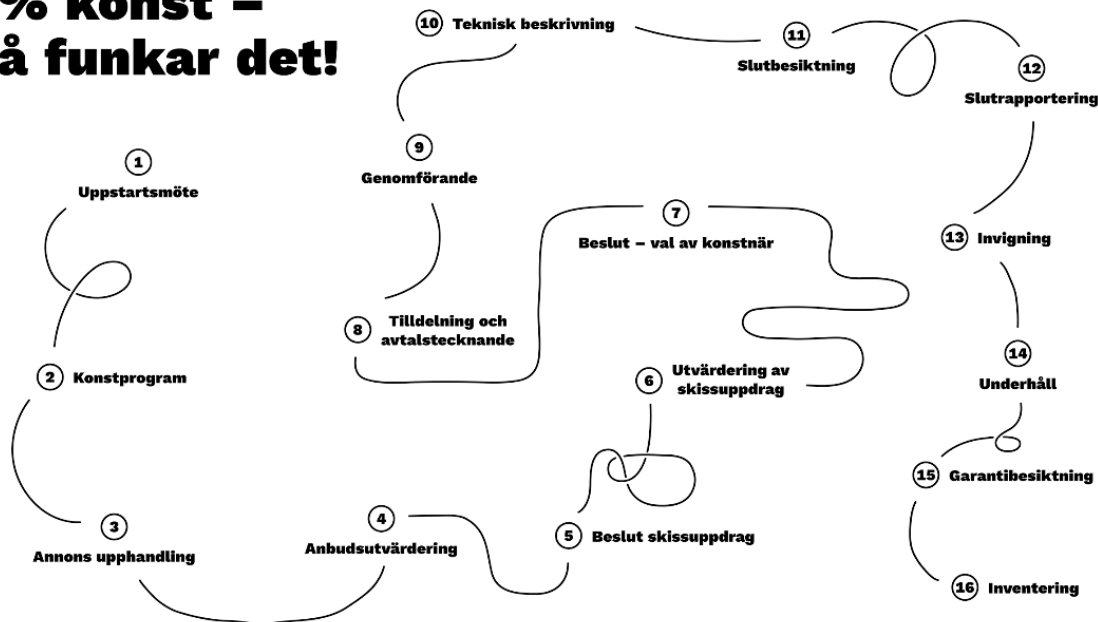 % konst –
å funkar det!
1
Uppstartsmöte
2 Konstprogram
3
Annons upphandling
4
Anbudsutvärdering
5 Beslut skissuppdrag
6 Utvärdering av
skissuppdrag
7
Beslut – val av konstnär
8 Tilldelning och
avtalstecknande
9
Genomförande
10 Teknisk beskrivning
11
Slutbesiktning
12
Slutrapportering
13 Invigning
14
Underhåll
15 Garantibesiktning
16 Inventering